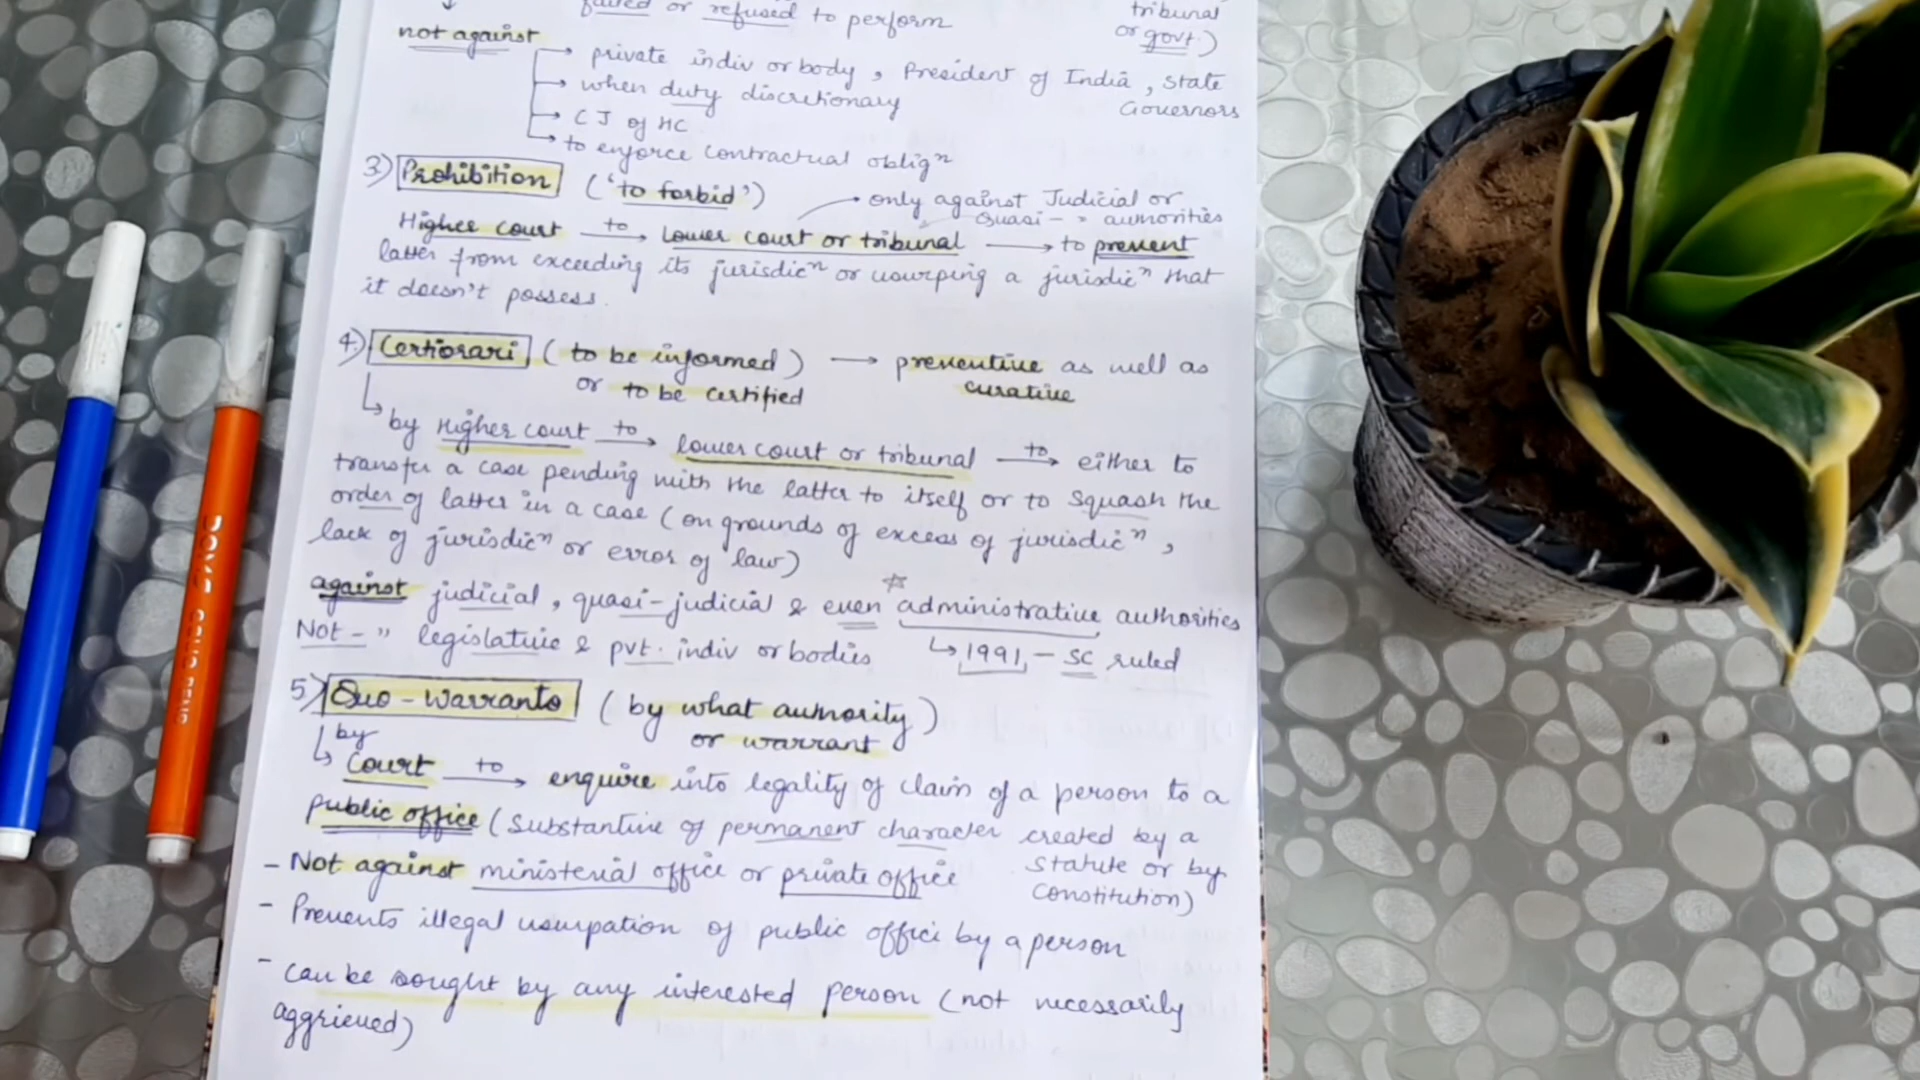 failed or refused to perform
tribunal
or govt.)
not against
→ private indiv or body, President of India, State
Governors
→ when duty discretionary
→ CJ of HC
→ to enforce contractual obligⁿ
3) Prohibition ('to forbid')
→ only against Judicial or
Quasi- " authorities
Higher court to→ Lower court or tribunal → to prevent
latter from exceeding its jurisdicⁿ or usurping a jurisdicⁿ that
it doesn't possess.
4) Certiorari (to be informed) → preventive as well as
or to be certified
curative
↳ by Higher court to→ lower court or tribunal to→ either to
transfer a case pending with the latter to itself or to squash the
order of latter in a case (on grounds of excess of jurisdicⁿ,
lack of jurisdicⁿ or error of law)
against judicial, quasi-judicial & even ☆ administrative authorities
Not - " legislative & pvt. indiv or bodies ↳ 1991 - SC ruled
5) Quo-Warranto (by what authority)
or warrant
by
↳ Court to→ enquire into legality of claim of a person to a
public office (Substantive of permanent character created by a
statute or by
constitution)
- Not against ministerial office or private office
- Prevents illegal usurpation of public office by a person
- can be sought by any interested person (not necessarily
aggrieved)